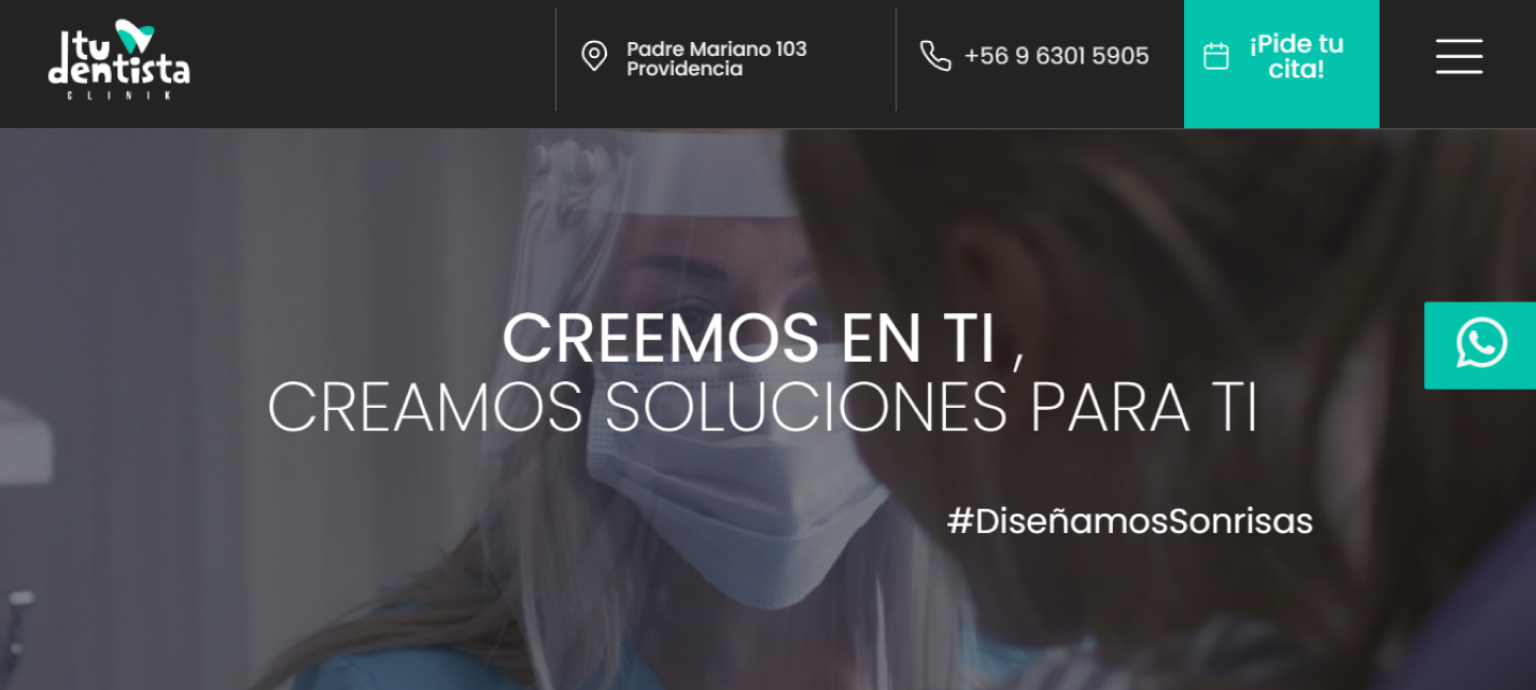 tu
dentista
CLINIK
Padre Mariano 103
Providencia
+56 9 6301 5905
¡Pide tu
cita!
CREEMOS EN TI ,
CREAMOS SOLUCIONES PARA TI
#DiseñamosSonrisas